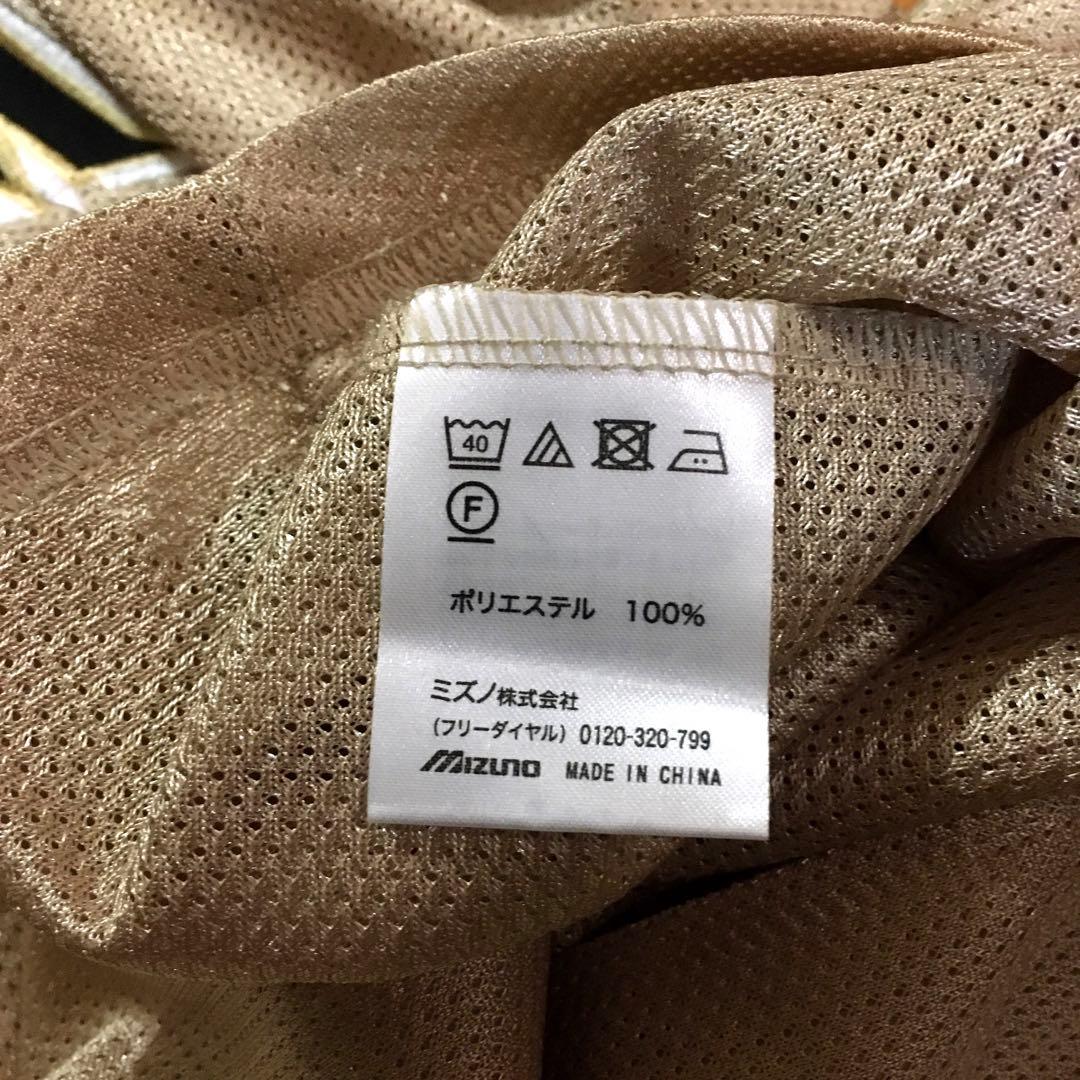 40
F
ポリエステル 100%
ミズノ株式会社
(フリーダイヤル) 0120-320-799
MIZUNO MADE IN CHINA